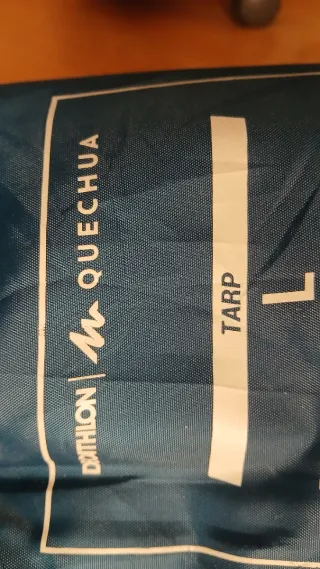 DECATHLON | QUECHUA
TARP
L